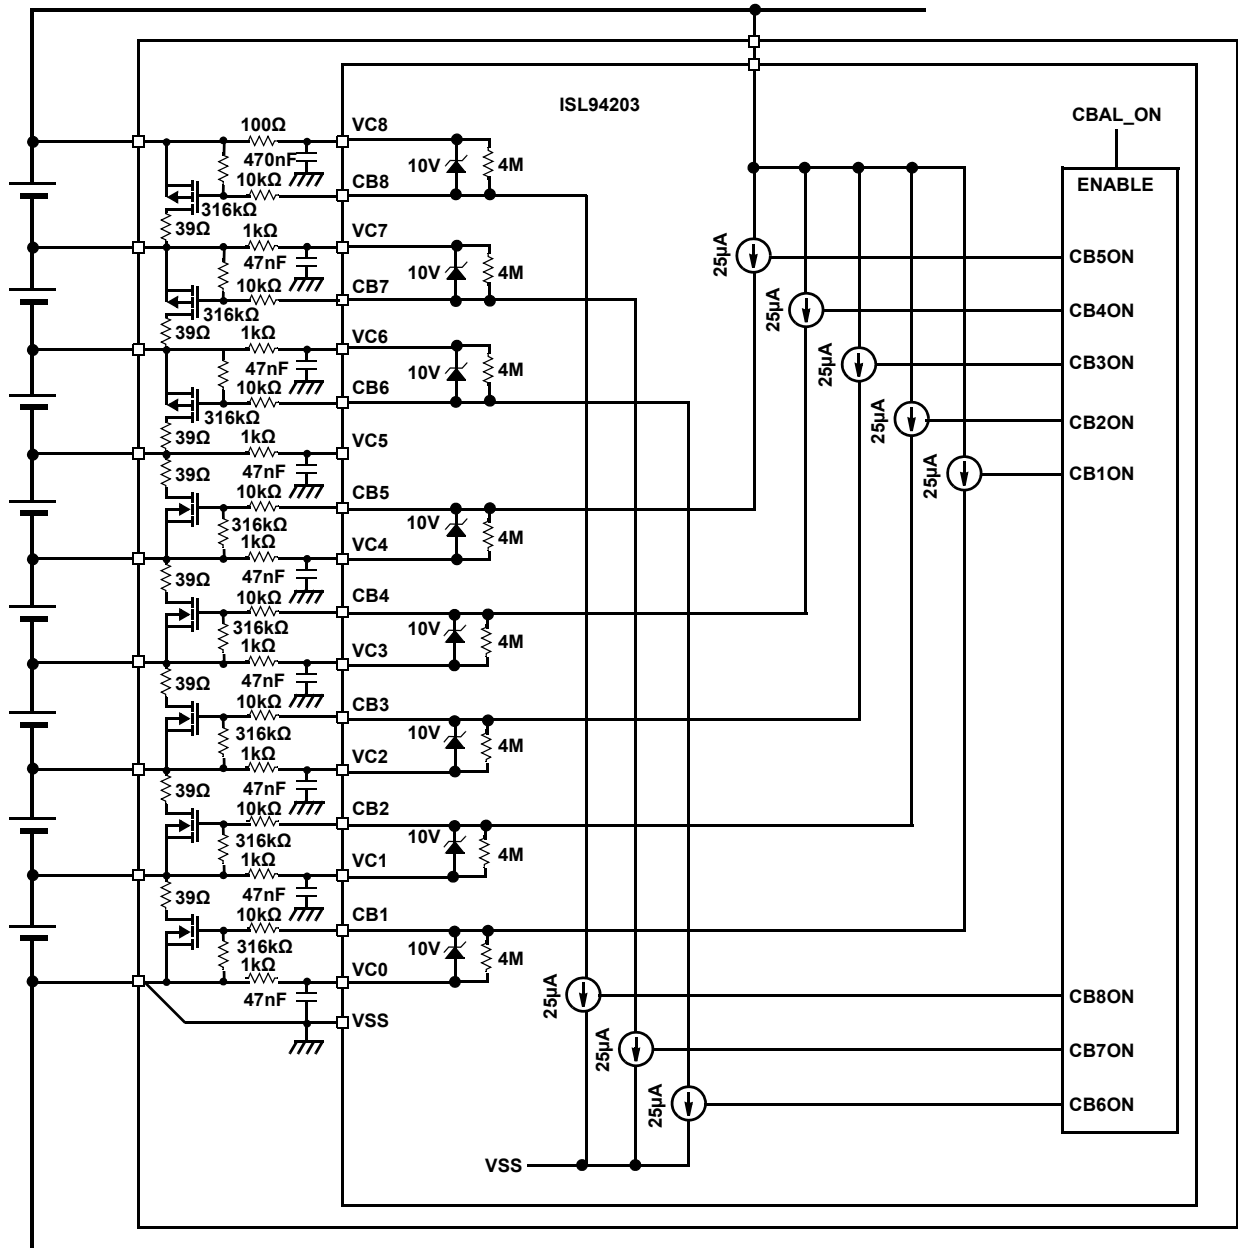 ISL94203
CBAL_ON
ENABLE
100Ω
VC8
470nF
10V
4M
10kΩ
CB8
316kΩ
39Ω
1kΩ
VC7
47nF
10V
4M
10kΩ
CB7
316kΩ
39Ω
1kΩ
VC6
47nF
10V
4M
10kΩ
CB6
316kΩ
39Ω
1kΩ
VC5
39Ω
47nF
10kΩ
CB5
316kΩ
10V
4M
1kΩ
VC4
39Ω
47nF
10kΩ
CB4
316kΩ
10V
4M
1kΩ
VC3
39Ω
47nF
10kΩ
CB3
316kΩ
10V
4M
1kΩ
VC2
39Ω
47nF
10kΩ
CB2
316kΩ
10V
4M
1kΩ
VC1
39Ω
47nF
10kΩ
CB1
316kΩ
10V
4M
1kΩ
VC0
47nF
VSS
25µA
CB5ON
25µA
CB4ON
25µA
CB3ON
25µA
CB2ON
25µA
CB1ON
25µA
CB8ON
25µA
CB7ON
25µA
CB6ON
VSS